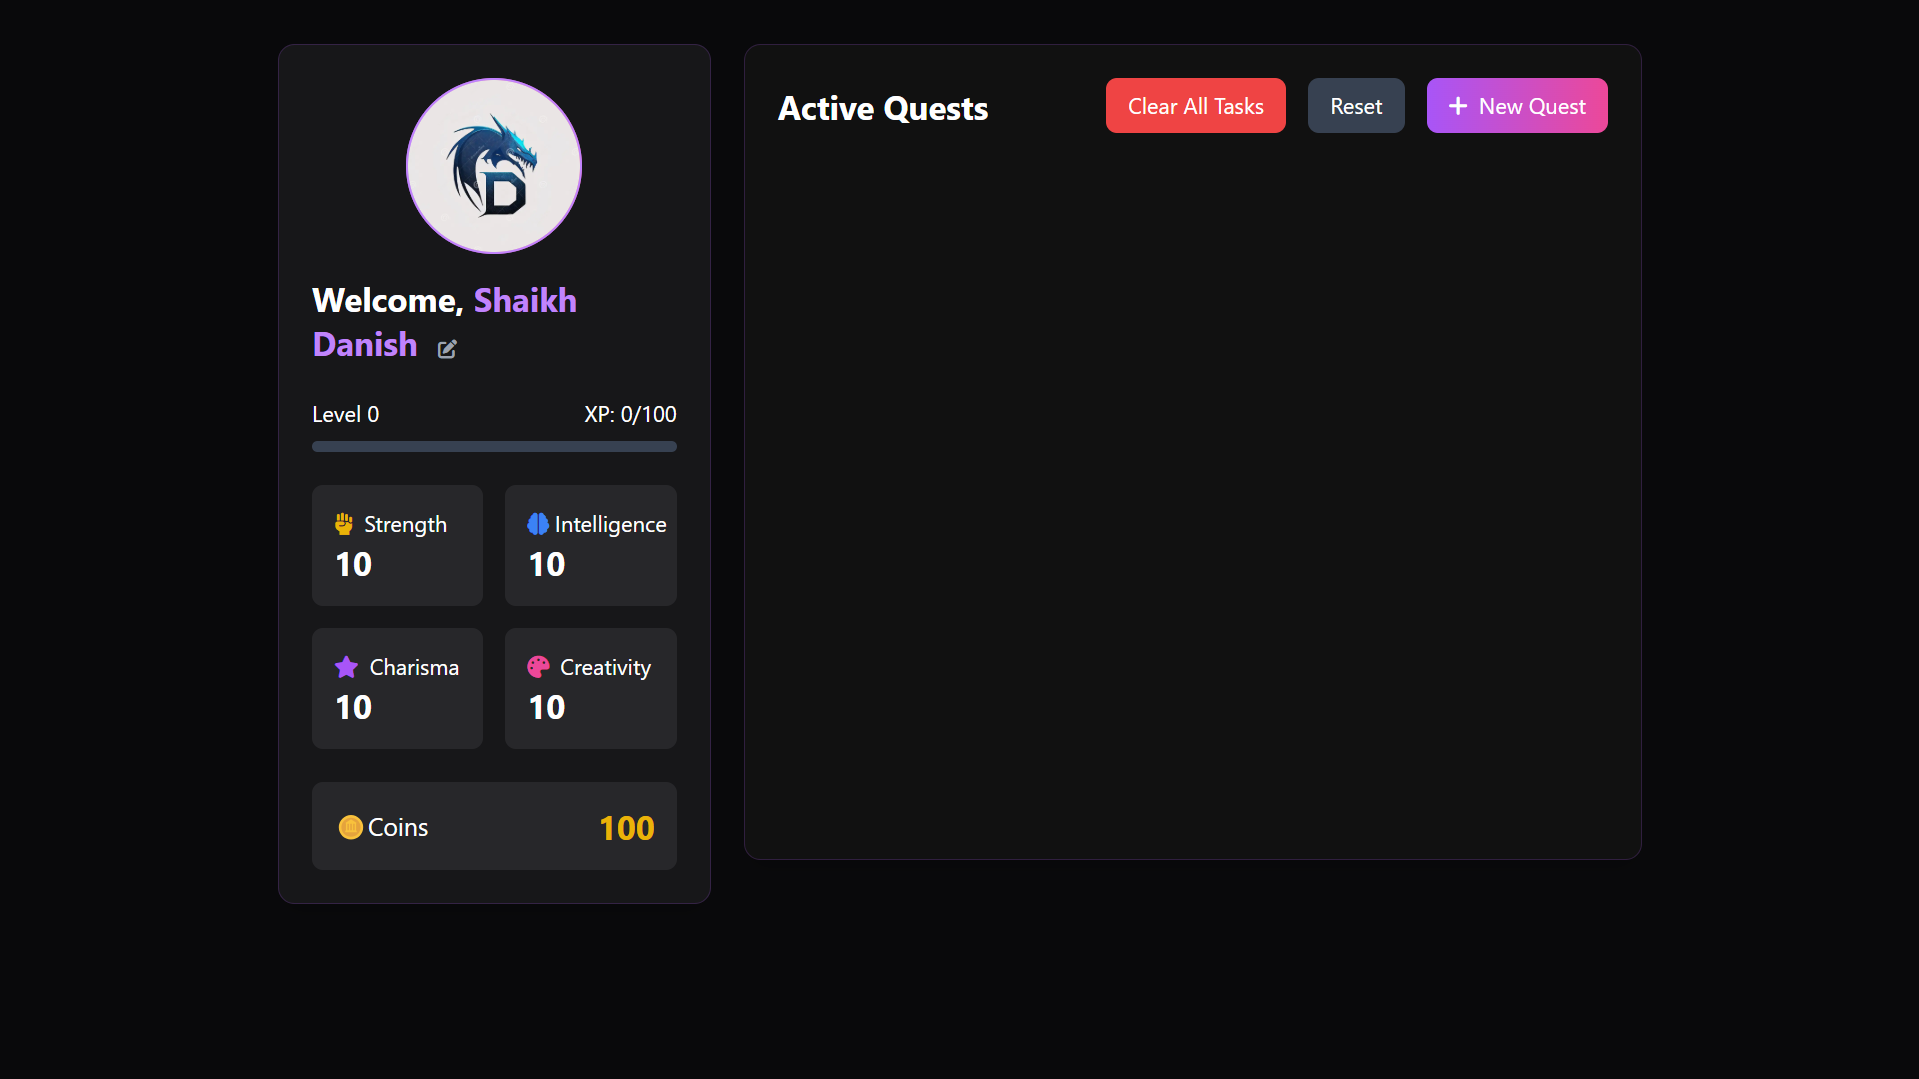 D
Welcome, Shaikh
Danish
Level 0
XP: 0/100
Strength
10
Intelligence
10
Charisma
10
Creativity
10
Coins
100
Active Quests
Clear All Tasks
Reset
+ New Quest